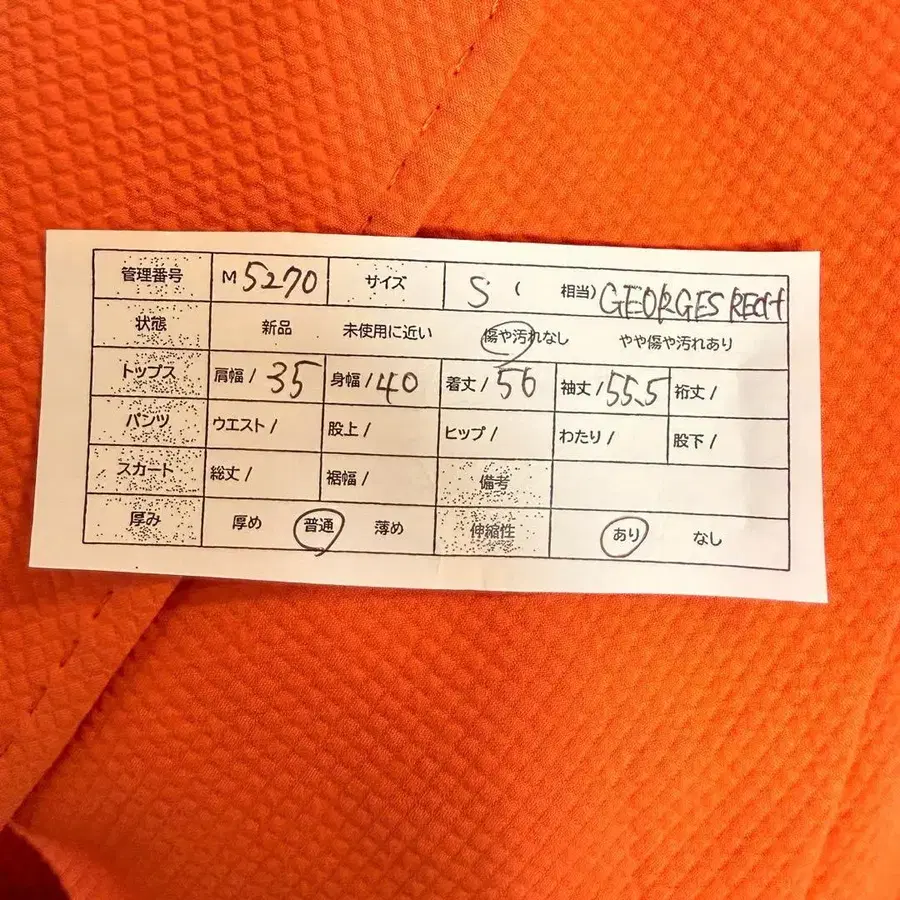 管理番号 M 5270 サイズ S ( 相当) GEORGES RECH
状態 新品 未使用に近い 傷や汚れなし やや傷や汚れあり
トップス 肩幅 / 35 身幅 / 40 着丈 / 56 袖丈 / 55.5 裄丈 /
パンツ ウエスト / 股上 / ヒップ / わたり / 股下 /
スカート 総丈 / 裾幅 / 備考
厚み 厚め 普通 薄め 伸縮性 あり なし